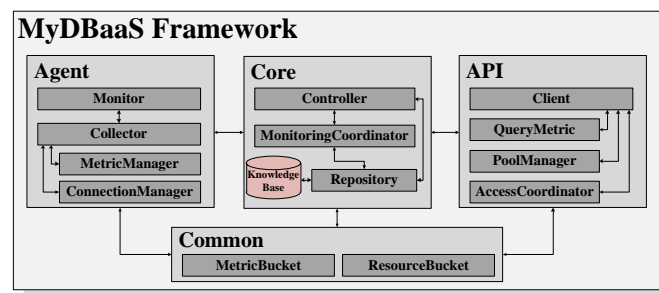 MyDBaaS Framework
Agent
Monitor
Collector
MetricManager
ConnectionManager
Core
Controller
MonitoringCoordinator
Knowledge
Base
Repository
API
Client
QueryMetric
PoolManager
AccessCoordinator
Common
MetricBucket
ResourceBucket